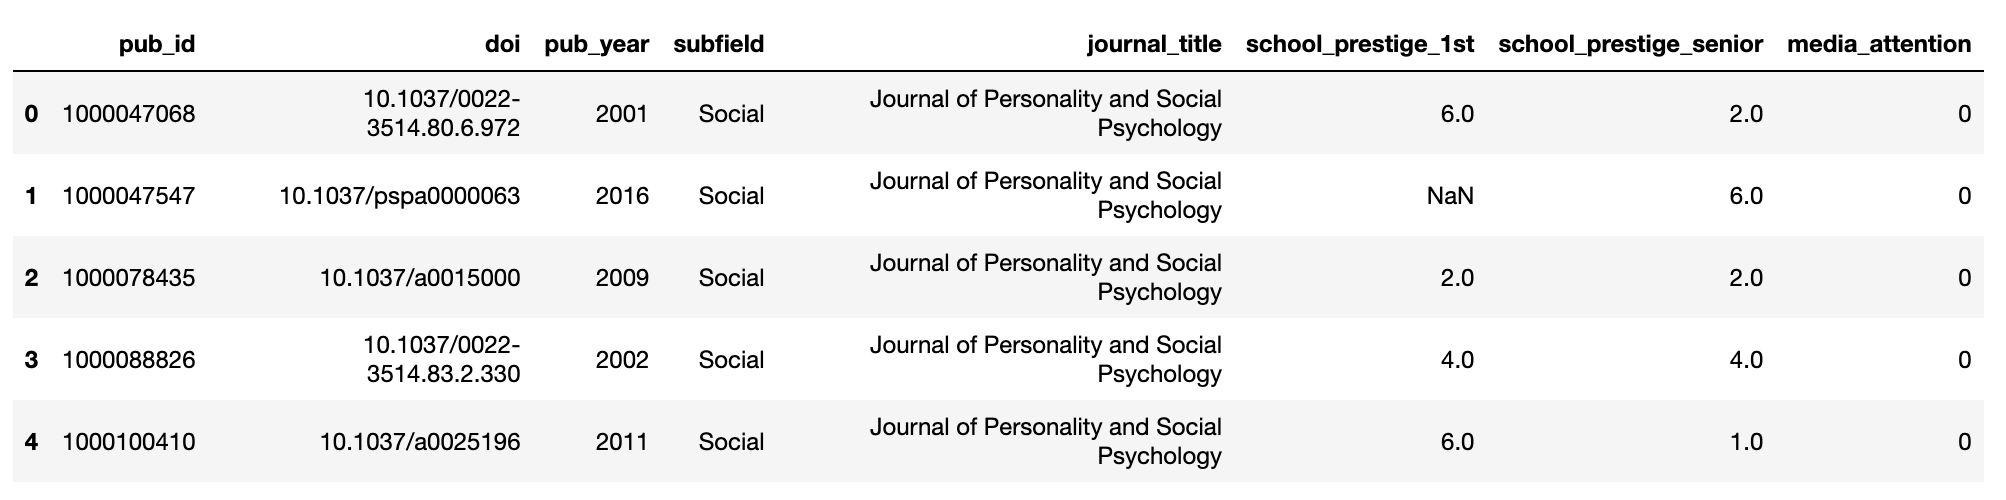 pub_id doi pub_year subfield journal_title school_prestige_1st school_prestige_senior media_attention
0 1000047068 10.1037/0022-3514.80.6.972 2001 Social Journal of Personality and Social Psychology 6.0 2.0 0
1 1000047547 10.1037/pspa0000063 2016 Social Journal of Personality and Social Psychology NaN 6.0 0
2 1000078435 10.1037/a0015000 2009 Social Journal of Personality and Social Psychology 2.0 2.0 0
3 1000088826 10.1037/0022-3514.83.2.330 2002 Social Journal of Personality and Social Psychology 4.0 4.0 0
4 1000100410 10.1037/a0025196 2011 Social Journal of Personality and Social Psychology 6.0 1.0 0